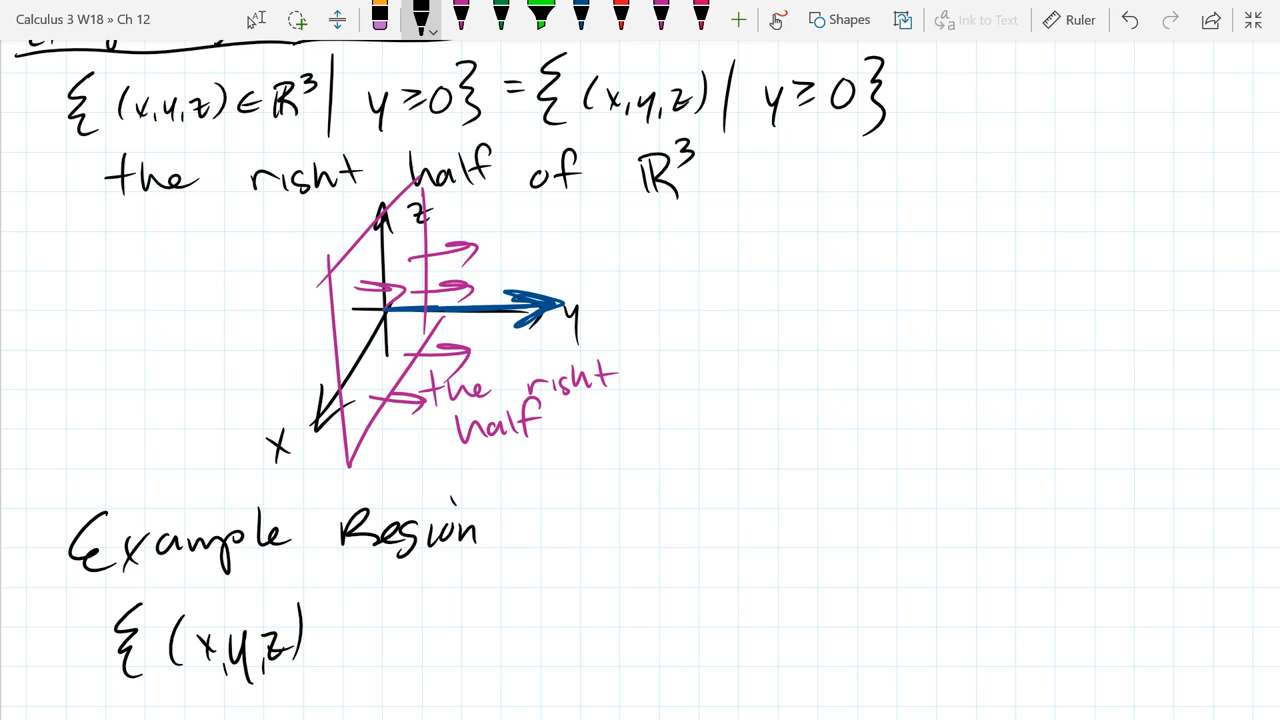 Calculus 3 W18 » Ch 12
Shapes
Ink to Text
Ruler
{ (x,y,z) ∈ ℝ³ | y ≥ 0 } = { (x,y,z) | y ≥ 0 }
the right half of ℝ³
z
y
the right
half
x
Example Region
{ (x,y,z)